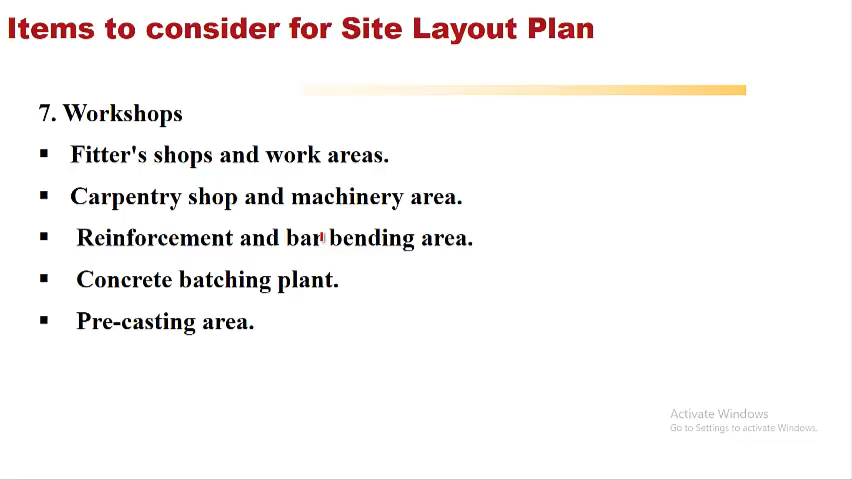 Items to consider for Site Layout Plan
7. Workshops
▪ Fitter's shops and work areas.
▪ Carpentry shop and machinery area.
▪ Reinforcement and bar bending area.
▪ Concrete batching plant.
▪ Pre-casting area.
Activate Windows
Go to Settings to activate Windows.